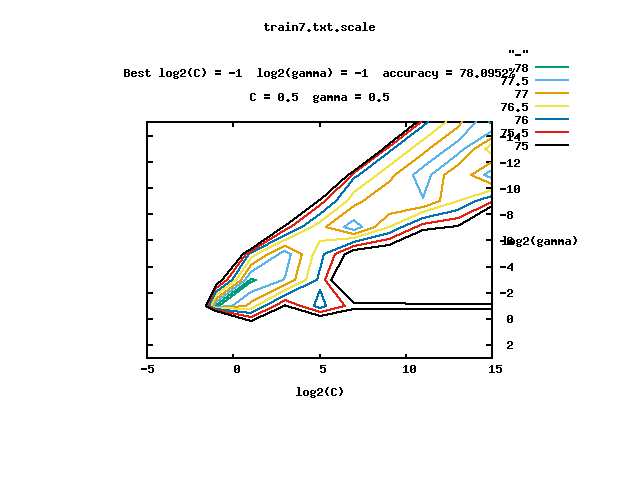 train7.txt.scale
"-"
Best log2(C) = -1  log2(gamma) = -1  accuracy = 78.0952%
78
77.5
C = 0.5  gamma = 0.5
77
76.5
76
75.5
75
-14
-12
-10
-8
-6
log2(gamma)
-4
-2
0
2
-5 0 5 10 15
log2(C)